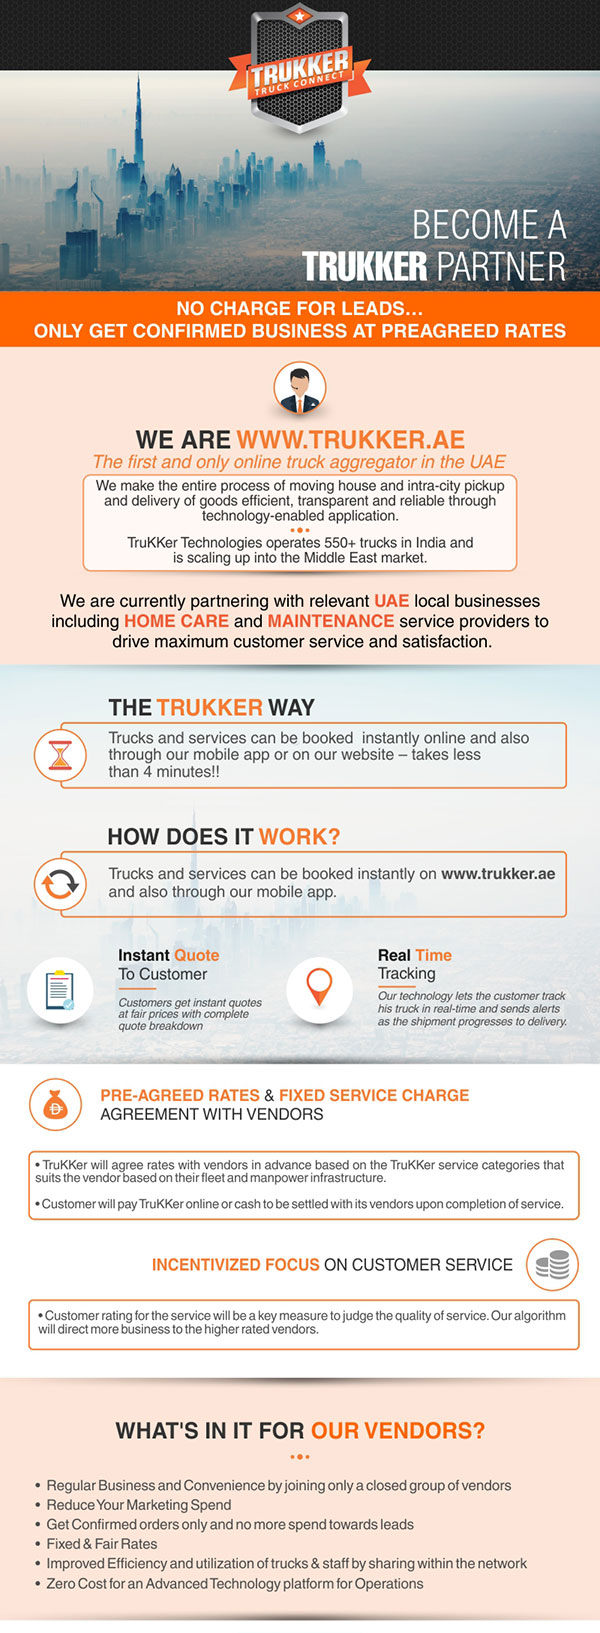 TRUKKER
TRUCK CONNECT
BECOME A
TRUKKER PARTNER
NO CHARGE FOR LEADS...
ONLY GET CONFIRMED BUSINESS AT PREAGREED RATES
WE ARE WWW.TRUKKER.AE
The first and only online truck aggregator in the UAE
We make the entire process of moving house and intra-city pickup
and delivery of goods efficient, transparent and reliable through
technology-enabled application.
TruKKer Technologies operates 550+ trucks in India and
is scaling up into the Middle East market.
We are currently partnering with relevant UAE local businesses
including HOME CARE and MAINTENANCE service providers to
drive maximum customer service and satisfaction.
THE TRUKKER WAY
Trucks and services can be booked instantly online and also
through our mobile app or on our website – takes less
than 4 minutes!!
HOW DOES IT WORK?
Trucks and services can be booked instantly on www.trukker.ae
and also through our mobile app.
Instant Quote
To Customer
Customers get instant quotes
at fair prices with complete
quote breakdown
Real Time
Tracking
Our technology lets the customer track
his truck in real-time and sends alerts
as the shipment progresses to delivery.
PRE-AGREED RATES & FIXED SERVICE CHARGE
AGREEMENT WITH VENDORS
• TruKKer will agree rates with vendors in advance based on the TruKKer service categories that
suits the vendor based on their fleet and manpower infrastructure.
• Customer will pay TruKKer online or cash to be settled with its vendors upon completion of service.
INCENTIVIZED FOCUS ON CUSTOMER SERVICE
• Customer rating for the service will be a key measure to judge the quality of service. Our algorithm
will direct more business to the higher rated vendors.
WHAT'S IN IT FOR OUR VENDORS?
• Regular Business and Convenience by joining only a closed group of vendors
• Reduce Your Marketing Spend
• Get Confirmed orders only and no more spend towards leads
• Fixed & Fair Rates
• Improved Efficiency and utilization of trucks & staff by sharing within the network
• Zero Cost for an Advanced Technology platform for Operations